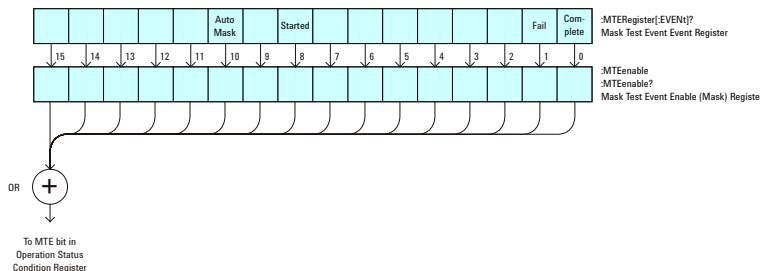 Auto
Mask
Started
Fail
Com-
plete
:MTERegister[:EVENt]?
Mask Test Event Event Register
15 14 13 12 11 10 9 8 7 6 5 4 3 2 1 0
:MTEenable
:MTEenable?
Mask Test Event Enable (Mask) Registe
OR
+
To MTE bit in
Operation Status
Condition Register